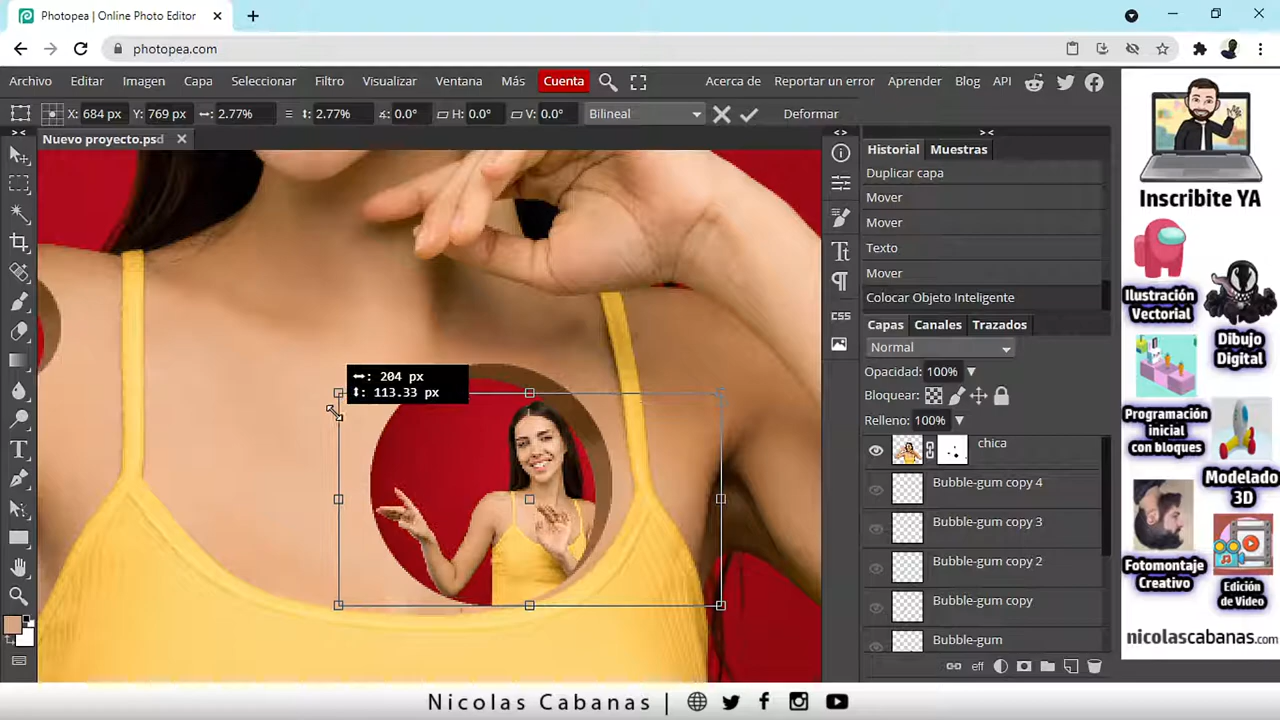 Photopea | Online Photo Editor
photopea.com
Archivo Editar Imagen Capa Seleccionar Filtro Visualizar Ventana Más Cuenta Acerca de Reportar un error Aprender Blog API
X: 684 px Y: 769 px 2.77% 2.77% 0.0° H: 0.0° V: 0.0° Bilineal Deformar
Nuevo proyecto.psd
204 px
113.33 px
Historial Muestras
Duplicar capa
Mover
Mover
Texto
Mover
Colocar Objeto Inteligente
CSS
Capas Canales Trazados
Normal
Opacidad: 100%
Bloquear:
Relleno: 100%
chica
Bubble-gum copy 4
Bubble-gum copy 3
Bubble-gum copy 2
Bubble-gum copy
Bubble-gum
eff
Inscribite YA
Ilustración
Vectorial
Dibujo
Digital
Programación
inicial
con bloques
Modelado
3D
Fotomontaje
Creativo
Edición
de Video
nicolascabanas.com
Nicolas Cabanas |